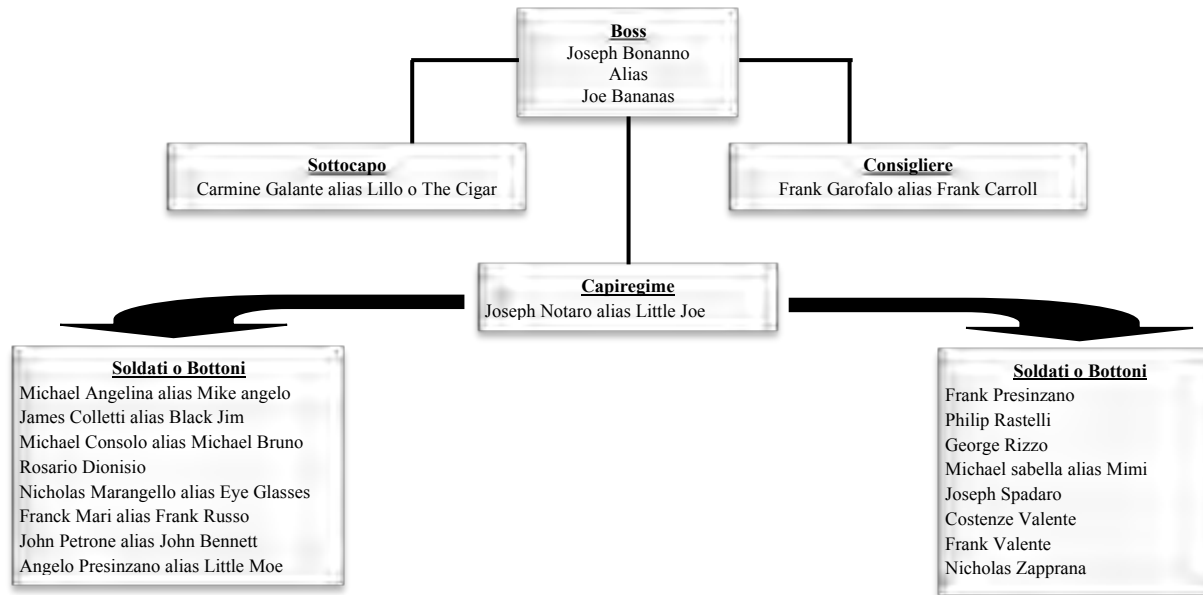 Boss
Joseph Bonanno
Alias
Joe Bananas
Sottocapo
Carmine Galante alias Lillo o The Cigar
Consigliere
Frank Garofalo alias Frank Carroll
Capiregime
Joseph Notaro alias Little Joe
Soldati o Bottoni
Michael Angelina alias Mike angelo
James Colletti alias Black Jim
Michael Consolo alias Michael Bruno
Rosario Dionisio
Nicholas Marangello alias Eye Glasses
Franck Mari alias Frank Russo
John Petrone alias John Bennett
Angelo Presinzano alias Little Moe
Soldati o Bottoni
Frank Presinzano
Philip Rastelli
George Rizzo
Michael sabella alias Mimi
Joseph Spadaro
Costenze Valente
Frank Valente
Nicholas Zapprana